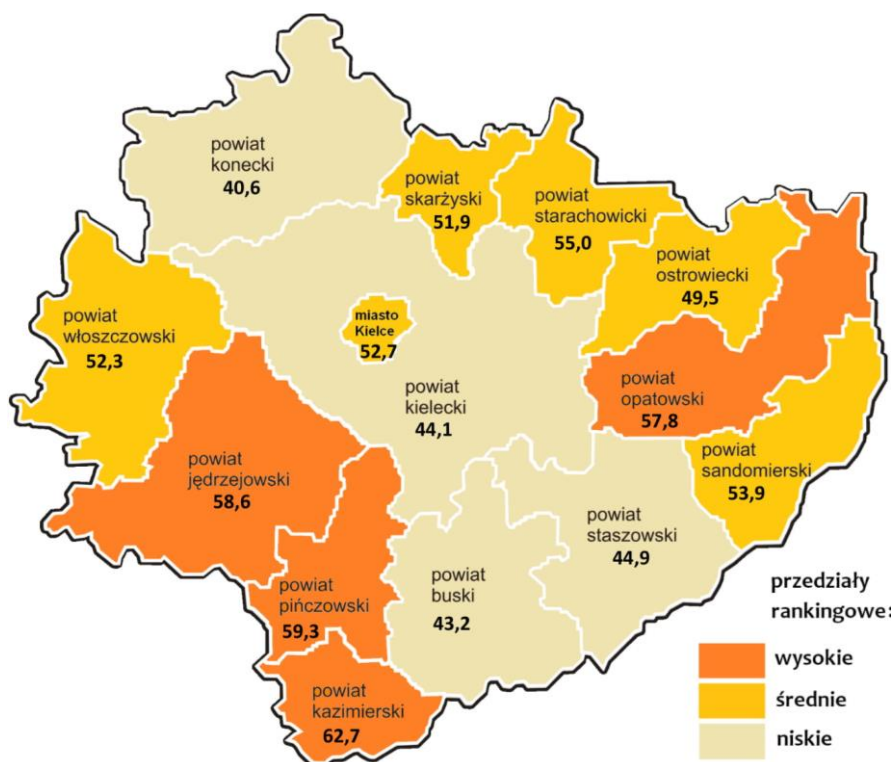 powiat
konecki
40,6
powiat
skarżyski
51,9
powiat
starachowicki
55,0
powiat
ostrowiecki
49,5
powiat
włoszczowski
52,3
miasto
Kielce
52,7
powiat
kielecki
44,1
powiat
opatowski
57,8
powiat
jędrzejowski
58,6
powiat
sandomierski
53,9
powiat
staszowski
44,9
powiat
pińczowski
59,3
powiat
buski
43,2
powiat
kazimierski
62,7
przedziały
rankingowe:
wysokie
średnie
niskie